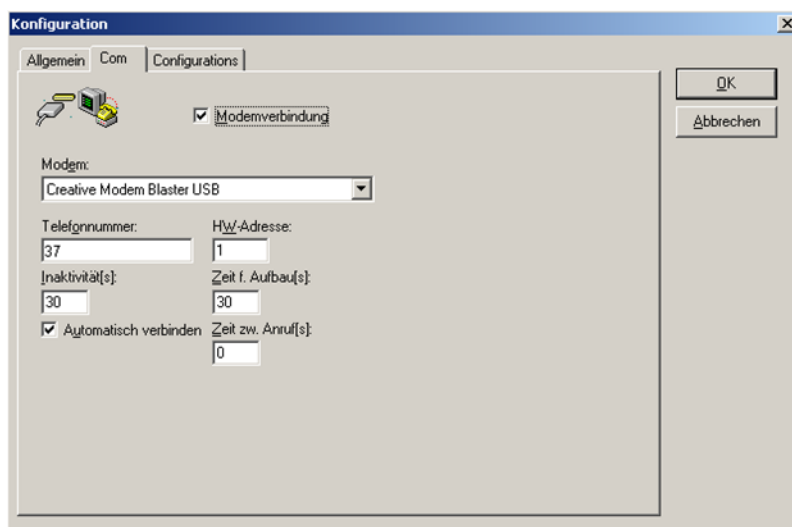 Konfiguration
Allgemein Com Configurations
OK
Abbrechen
Modemverbindung
Modem:
Creative Modem Blaster USB
Telefonnummer: HW-Adresse:
37 1
Inaktivität[s]: Zeit f. Aufbau[s]:
30 30
Automatisch verbinden Zeit zw. Anruf[s]:
0